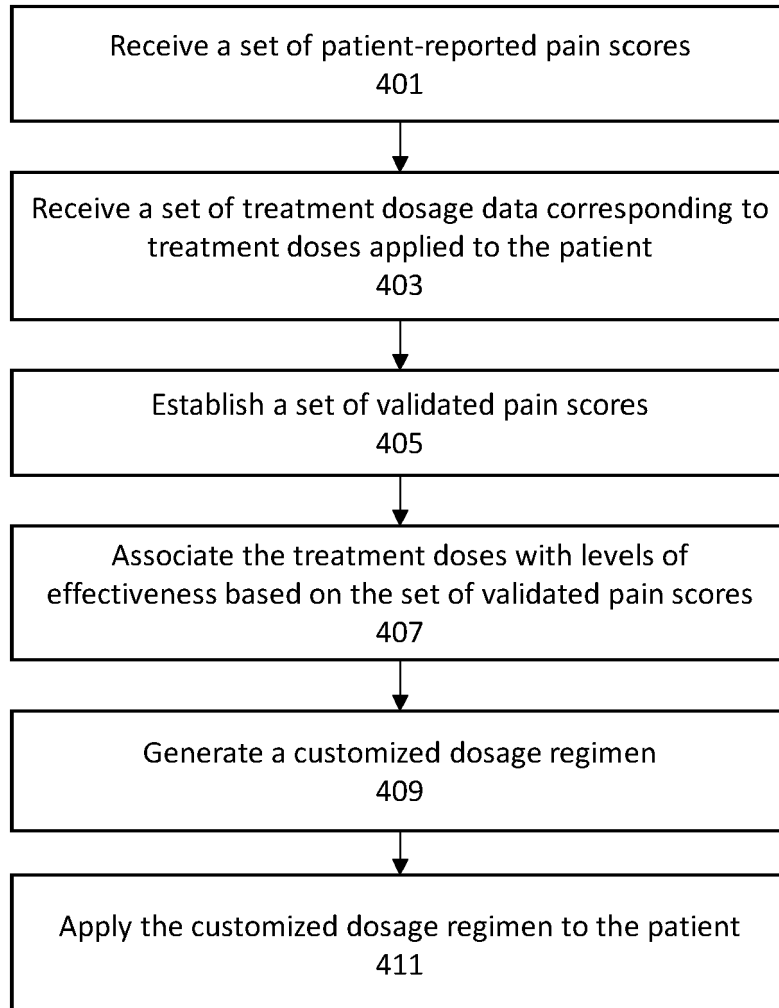 Receive a set of patient-reported pain scores
401
Receive a set of treatment dosage data corresponding to
treatment doses applied to the patient
403
Establish a set of validated pain scores
405
Associate the treatment doses with levels of
effectiveness based on the set of validated pain scores
407
Generate a customized dosage regimen
409
Apply the customized dosage regimen to the patient
411